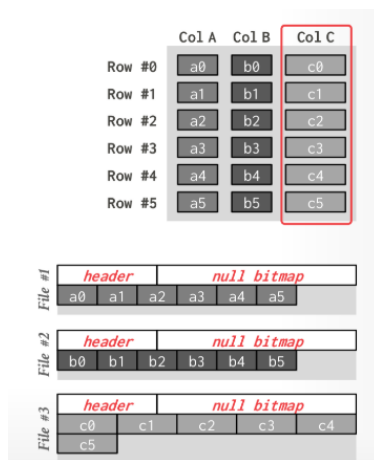 Col A Col B Col C
Row #0 a0 b0 c0
Row #1 a1 b1 c1
Row #2 a2 b2 c2
Row #3 a3 b3 c3
Row #4 a4 b4 c4
Row #5 a5 b5 c5
File #1
header null bitmap
a0 a1 a2 a3 a4 a5
File #2
header null bitmap
b0 b1 b2 b3 b4 b5
File #3
header null bitmap
c0 c1 c2 c3 c4
c5